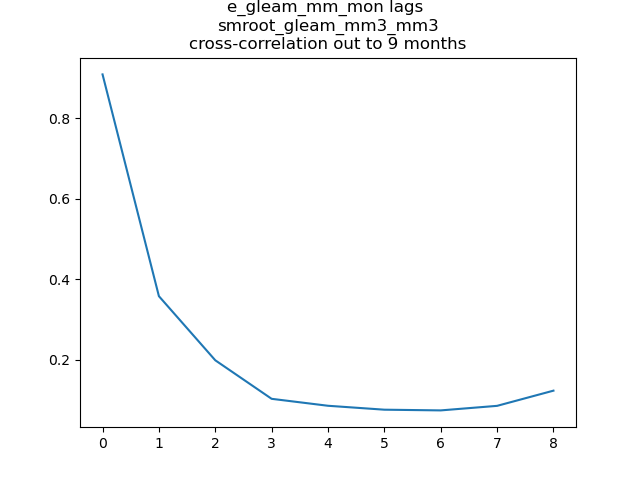 e_gleam_mm_mon lags
smroot_gleam_mm3_mm3
cross-correlation out to 9 months
0.8
0.6
0.4
0.2
0 1 2 3 4 5 6 7 8